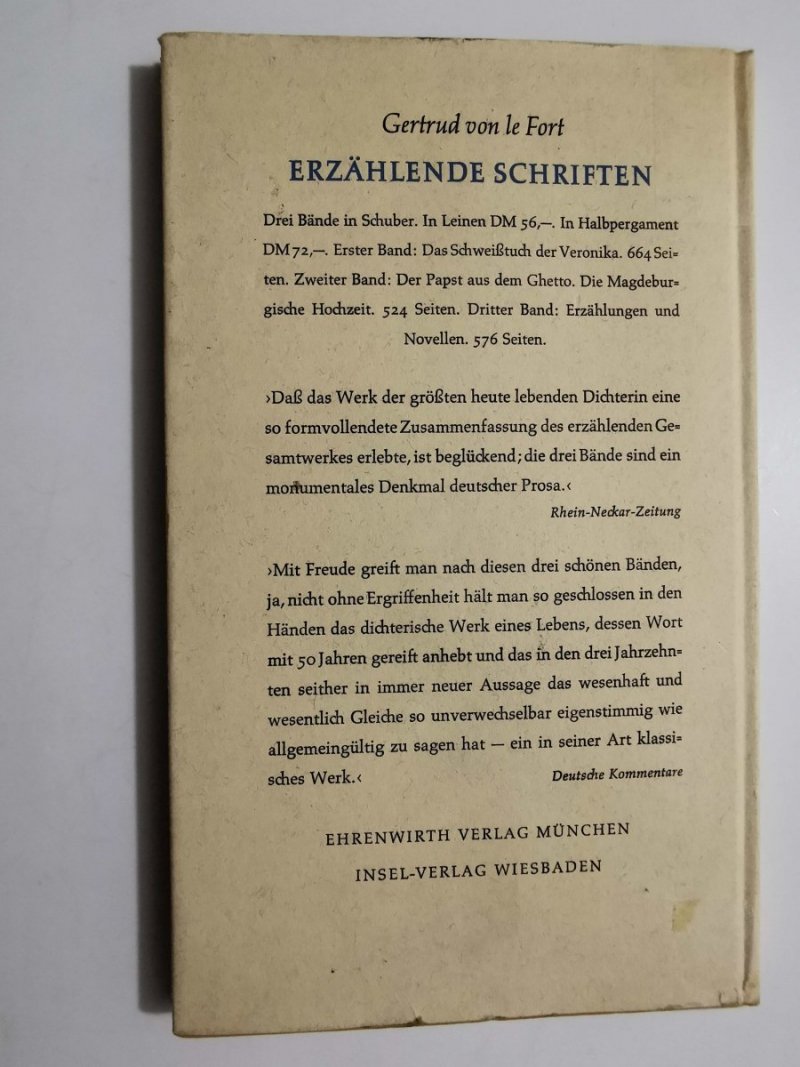 Gertrud von le Fort
ERZÄHLENDE SCHRIFTEN
Drei Bände in Schuber. In Leinen DM 56,—. In Halbpergament
DM 72,—. Erster Band: Das Schweißtuch der Veronika. 664 Sei=
ten. Zweiter Band: Der Papst aus dem Ghetto. Die Magdebur=
gische Hochzeit. 524 Seiten. Dritter Band: Erzählungen und
Novellen. 576 Seiten.
›Daß das Werk der größten heute lebenden Dichterin eine
so formvollendete Zusammenfassung des erzählenden Ge=
samtwerkes erlebte, ist beglückend; die drei Bände sind ein
monumentales Denkmal deutscher Prosa.‹
Rhein-Neckar-Zeitung
›Mit Freude greift man nach diesen drei schönen Bänden,
ja, nicht ohne Ergriffenheit hält man so geschlossen in den
Händen das dichterische Werk eines Lebens, dessen Wort
mit 50 Jahren gereift anhebt und das in den drei Jahrzehn=
ten seither in immer neuer Aussage das wesenhaft und
wesentlich Gleiche so unverwechselbar eigenstimmig wie
allgemeingültig zu sagen hat — ein in seiner Art klassi=
sches Werk.‹ Deutsche Kommentare
EHRENWIRTH VERLAG MÜNCHEN
INSEL-VERLAG WIESBADEN